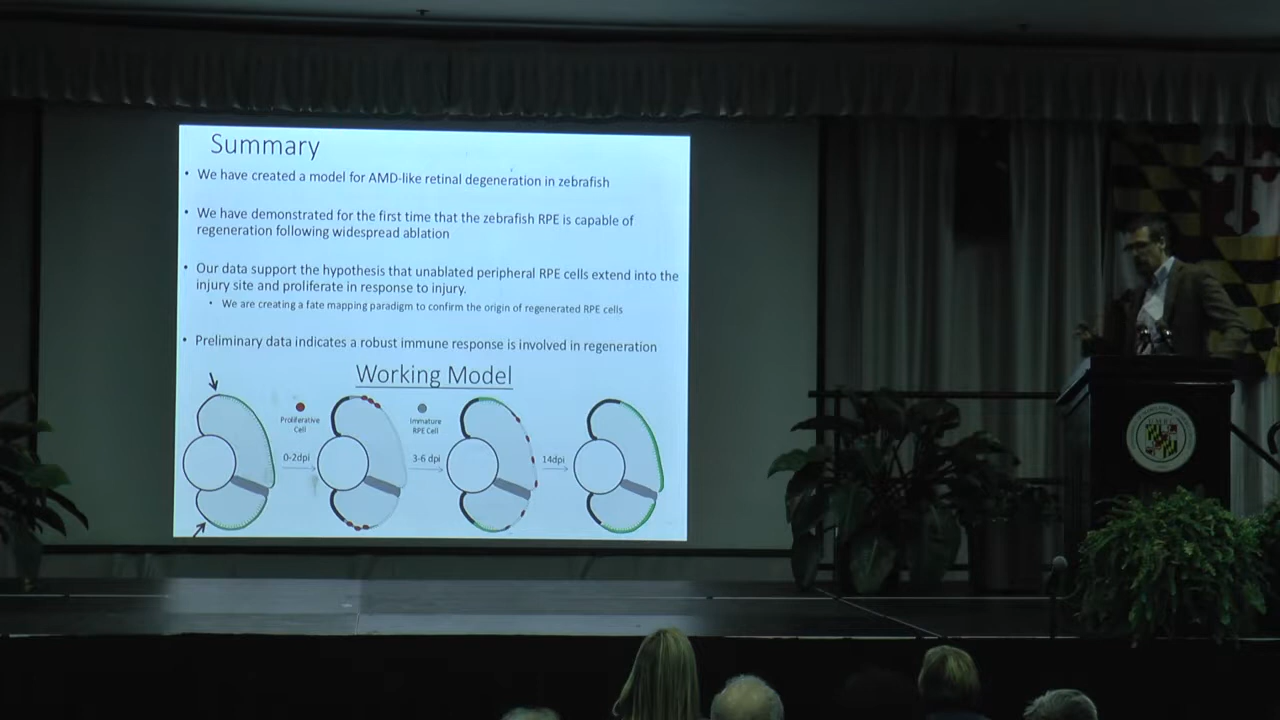 Summary
• We have created a model for AMD-like retinal degeneration in zebrafish
• We have demonstrated for the first time that the zebrafish RPE is capable of
regeneration following widespread ablation
• Our data support the hypothesis that unablated peripheral RPE cells extend into the
injury site and proliferate in response to injury.
• We are creating a fate mapping paradigm to confirm the origin of regenerated RPE cells
• Preliminary data indicates a robust immune response is involved in regeneration
Working Model
Proliferative
Cell
Immature
RPE Cell
0-2dpi
3-6 dpi
14dpi